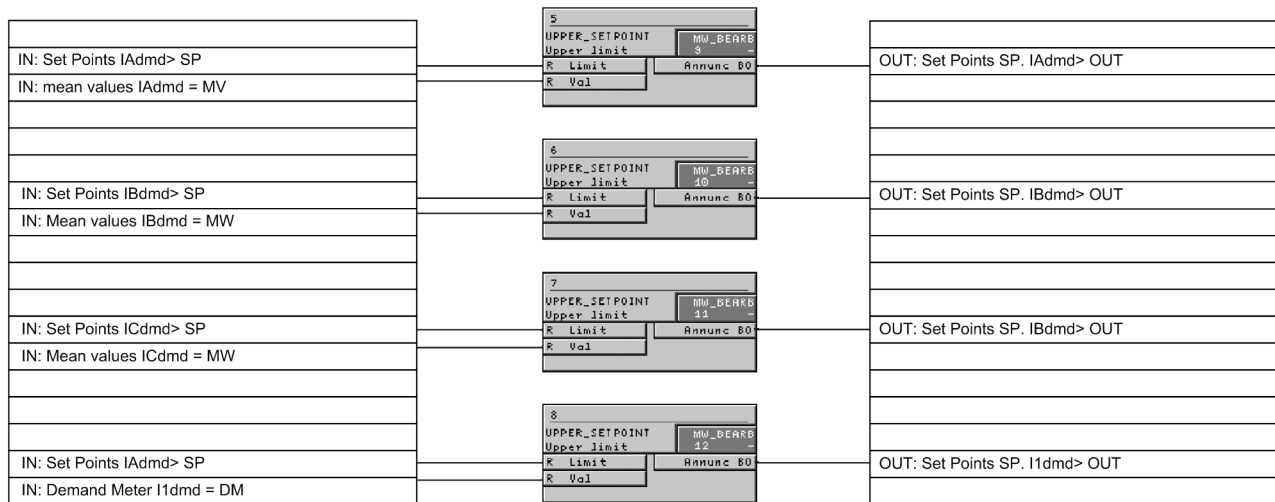 5
UPPER_SETPOINT
MW_BEARB
Upper limit
9 -
IN: Set Points IAdmd> SP
R Limit
Annunc BO
OUT: Set Points SP. IAdmd> OUT
IN: mean values IAdmd = MV
R Val
6
UPPER_SETPOINT
MW_BEARB
Upper limit
10 -
IN: Set Points IBdmd> SP
R Limit
Annunc BO
OUT: Set Points SP. IBdmd> OUT
IN: Mean values IBdmd = MW
R Val
7
UPPER_SETPOINT
MW_BEARB
Upper limit
11 -
IN: Set Points ICdmd> SP
R Limit
Annunc BO
OUT: Set Points SP. IBdmd> OUT
IN: Mean values ICdmd = MW
R Val
8
UPPER_SETPOINT
MW_BEARB
Upper limit
12 -
IN: Set Points IAdmd> SP
R Limit
Annunc BO
OUT: Set Points SP. I1dmd> OUT
IN: Demand Meter I1dmd = DM
R Val